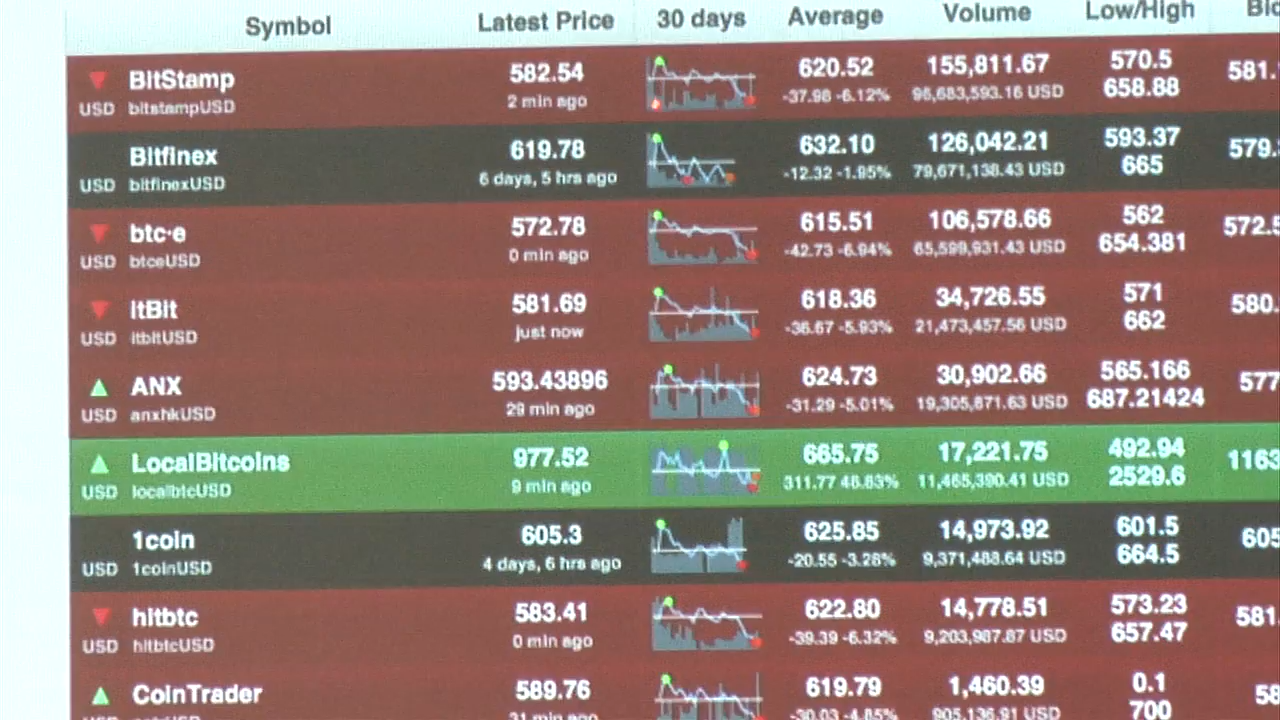 Symbol Latest Price 30 days Average Volume Low/High
BitStamp 582.54 620.52 155,811.67 570.5 581.
USD bitstampUSD 2 min ago -37.98 -6.12% 96,683,593.16 USD 658.88
Bitfinex 619.78 632.10 126,042.21 593.37 579.
USD bitfinexUSD 6 days, 5 hrs ago -12.32 -1.95% 79,671,138.43 USD 665
btc-e 572.78 615.51 106,578.66 562 572.5
USD btceUSD 0 min ago -42.73 -6.94% 65,599,931.43 USD 654.381
ItBit 581.69 618.36 34,726.55 571 580.
USD itbitUSD just now -36.67 -5.93% 21,473,457.56 USD 662
ANX 593.43896 624.73 30,902.66 565.166 577
USD anxhkUSD 29 min ago -31.29 -5.01% 19,305,871.63 USD 687.21424
LocalBitcoins 977.52 665.75 17,221.75 492.94 1163
USD localbtcUSD 9 min ago 311.77 46.83% 11,465,390.41 USD 2529.6
1coin 605.3 625.85 14,973.92 601.5 605
USD 1coinUSD 4 days, 6 hrs ago -20.55 -3.28% 9,371,488.64 USD 664.5
hitbtc 583.41 622.80 14,778.51 573.23 581.
USD hitbtcUSD 0 min ago -39.39 -6.32% 9,203,987.87 USD 657.47
CoinTrader 589.76 619.79 1,460.39 0.1 58
31 min ago -30.03 -4.85% 905,136.91 USD 700